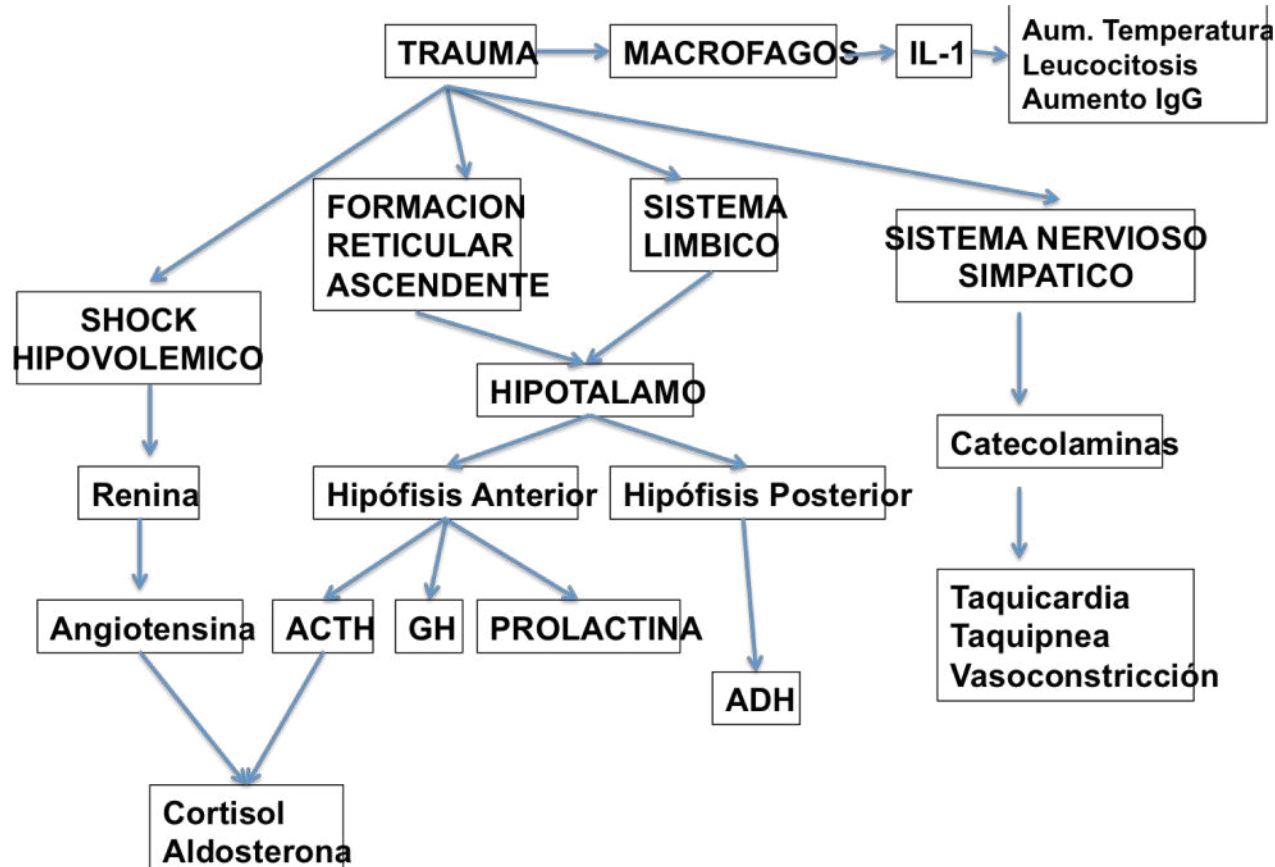 TRAUMA
MACROFAGOS
IL-1
Aum. Temperatura
Leucocitosis
Aumento IgG
FORMACION
RETICULAR
ASCENDENTE
SISTEMA
LIMBICO
SISTEMA NERVIOSO
SIMPATICO
SHOCK
HIPOVOLEMICO
HIPOTALAMO
Catecolaminas
Renina
Hipófisis Anterior
Hipófisis Posterior
Angiotensina
ACTH
GH
PROLACTINA
Taquicardia
Taquipnea
Vasoconstricción
ADH
Cortisol
Aldosterona